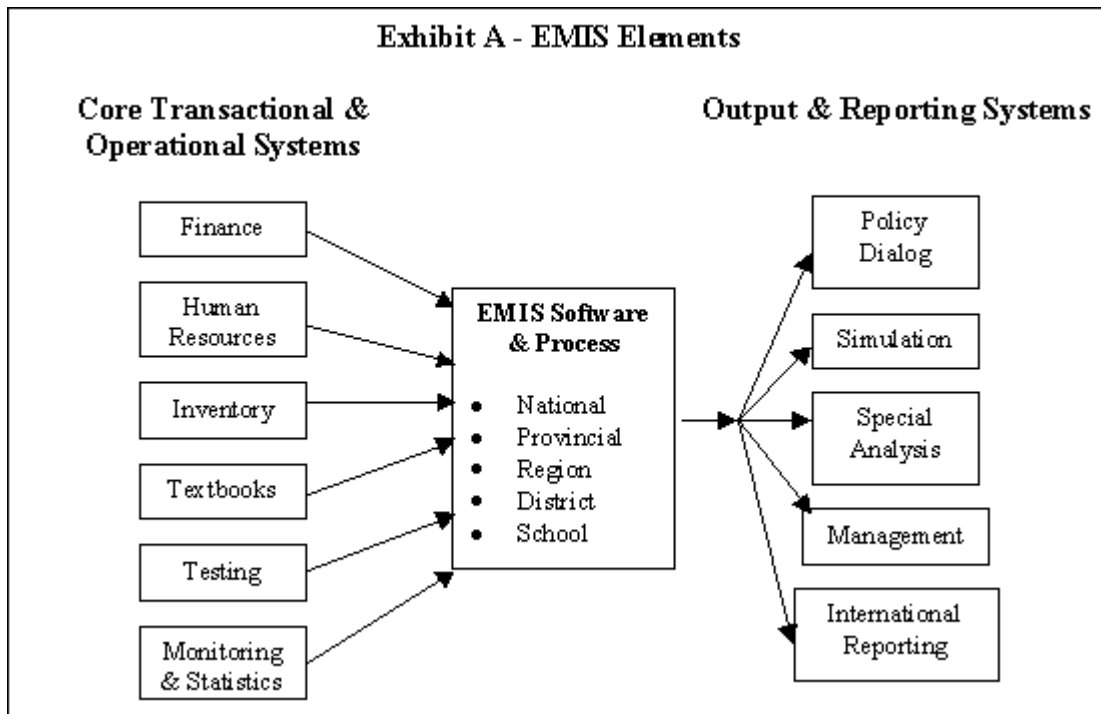 Exhibit A - EMIS Elements
Core Transactional &
Operational Systems
Output & Reporting Systems
Finance
Human
Resources
Inventory
Textbooks
Testing
Monitoring
& Statistics
EMIS Software
& Process
● National
● Provincial
● Region
● District
● School
Policy
Dialog
Simulation
Special
Analysis
Management
International
Reporting